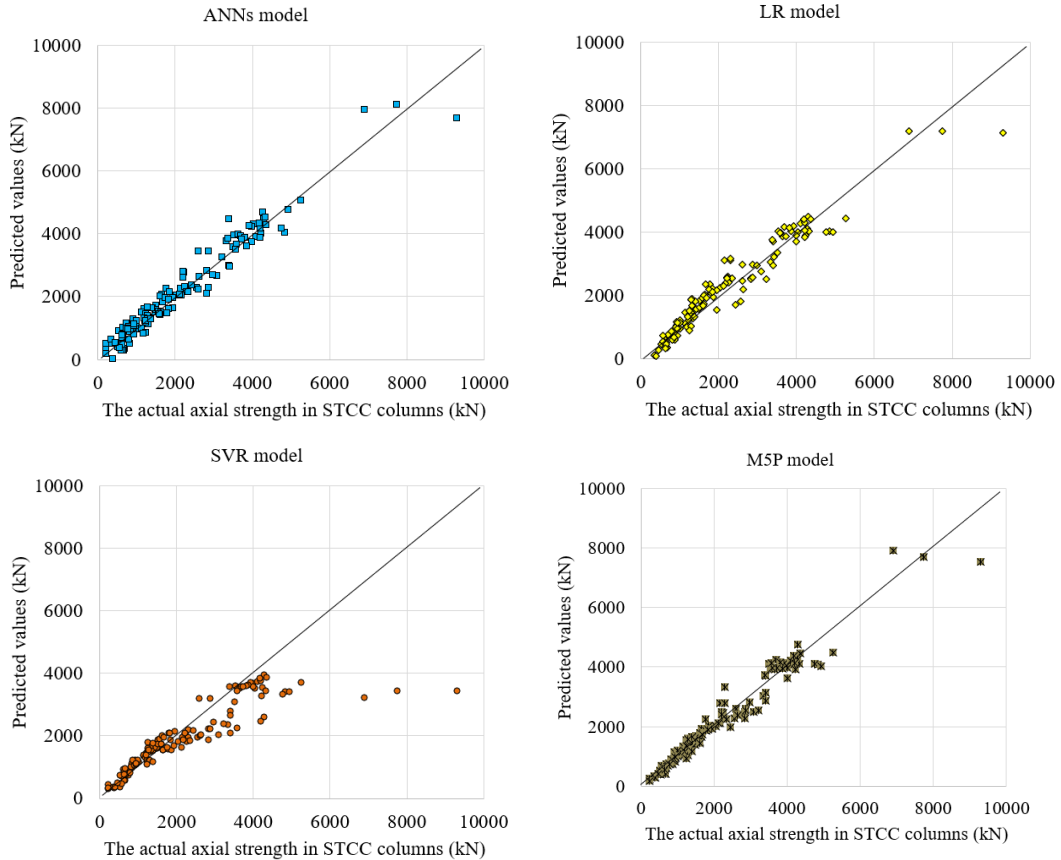 ANNs model
10000
8000
6000
4000
2000
0
0 2000 4000 6000 8000 10000
Predicted values (kN)
The actual axial strength in STCC columns (kN)
LR model
10000
8000
6000
4000
2000
0
0 2000 4000 6000 8000 10000
Predicted values (kN)
The actual axial strength in STCC columns (kN)
SVR model
10000
8000
6000
4000
2000
0
0 2000 4000 6000 8000 10000
Predicted values (kN)
The actual axial strength in STCC columns (kN)
M5P model
10000
8000
6000
4000
2000
0
0 2000 4000 6000 8000 10000
Predicted values (kN)
The actual axial strength in STCC columns (kN)